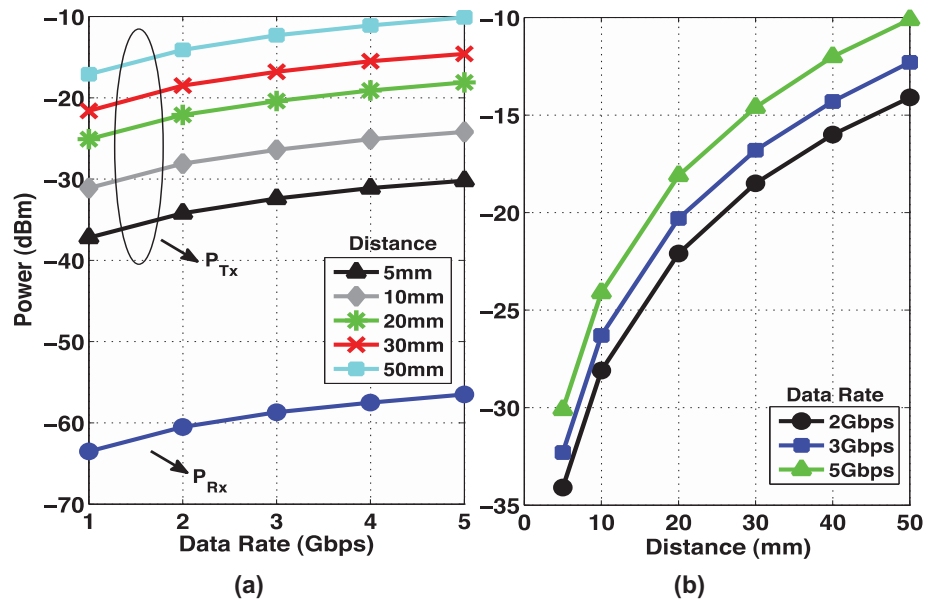 Power (dBm)
−10
−20
−30
−40
−50
−60
−70
P_Tx
P_Rx
Distance
5mm
10mm
20mm
30mm
50mm
1 2 3 4 5
Data Rate (Gbps)
(a)
−10
−15
−20
−25
−30
−35
Data Rate
2Gbps
3Gbps
5Gbps
0 10 20 30 40 50
Distance (mm)
(b)